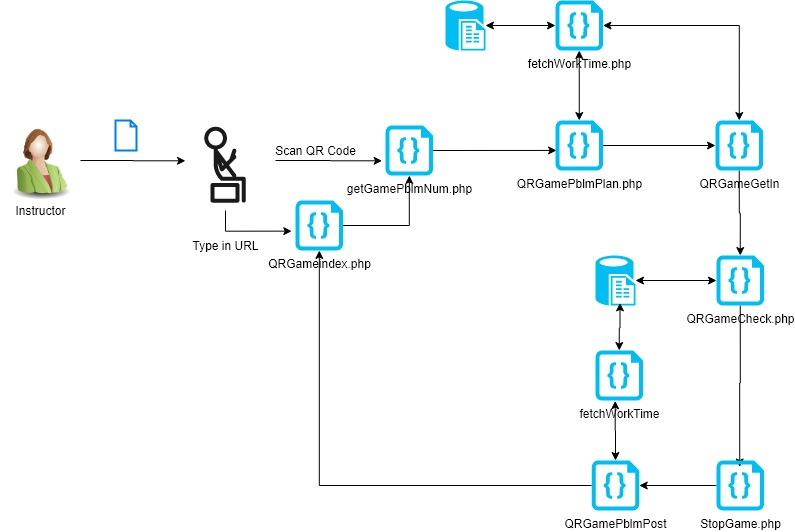 fetchWorkTime.php
Scan QR Code
getGamePblmNum.php
QRGamePblmPlan.php
QRGameGetIn
Instructor
Type in URL
QRGameindex.php
QRGameCheck.php
fetchWorkTime
QRGamePblmPost
StopGame.php